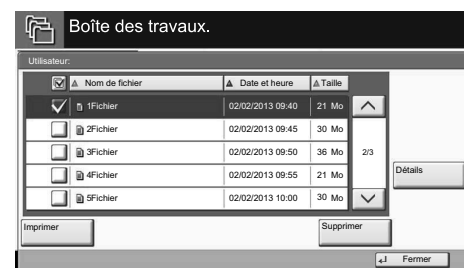 Boîte des travaux.
Utilisateur:
Nom de fichier Date et heure Taille
1Fichier 02/02/2013 09:40 21 Mo
2Fichier 02/02/2013 09:45 30 Mo
3Fichier 02/02/2013 09:50 36 Mo
2/3
4Fichier 02/02/2013 09:55 21 Mo
Détails
5Fichier 02/02/2013 10:00 30 Mo
Imprimer Supprimer
Fermer